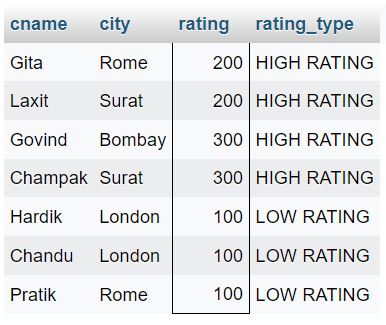 cname city rating rating_type
Gita Rome 200 HIGH RATING
Laxit Surat 200 HIGH RATING
Govind Bombay 300 HIGH RATING
Champak Surat 300 HIGH RATING
Hardik London 100 LOW RATING
Chandu London 100 LOW RATING
Pratik Rome 100 LOW RATING